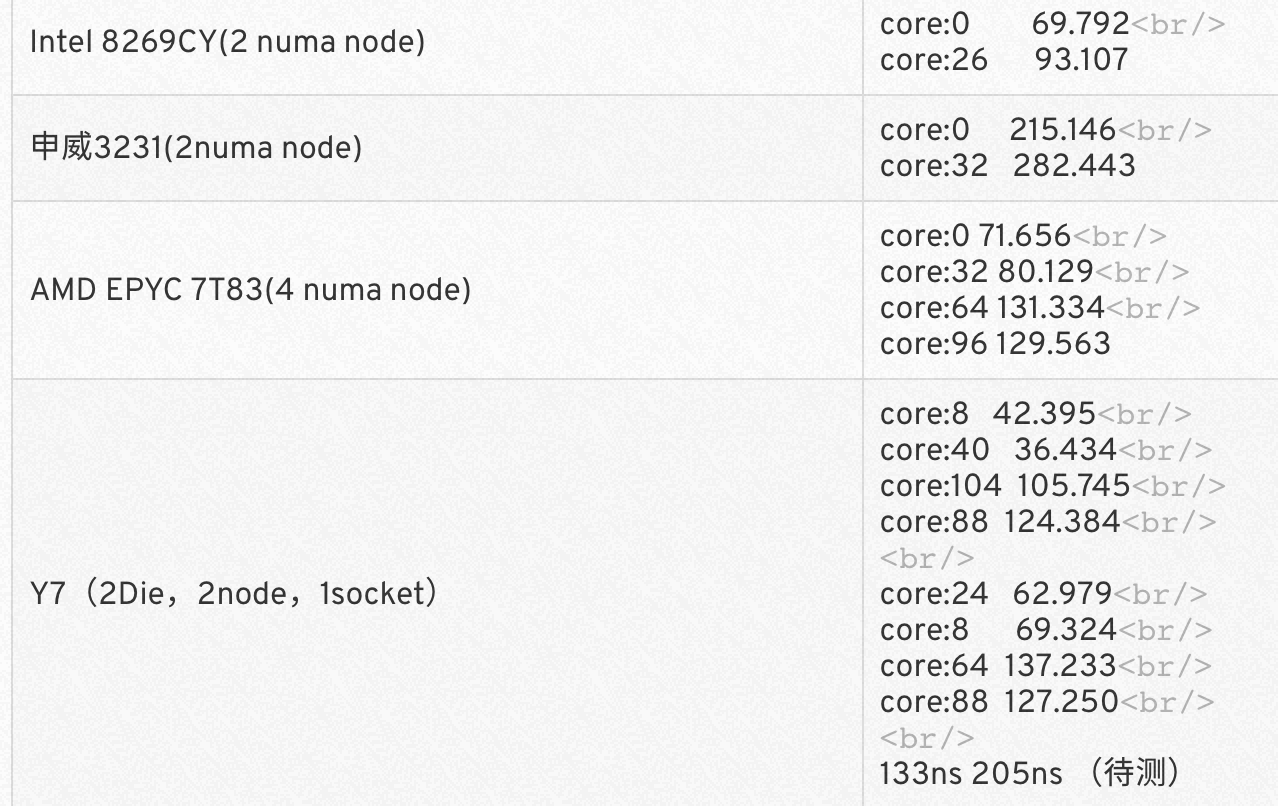 Intel 8269CY(2 numa node)
core:0 69.792<br/>
core:26 93.107
申威3231(2numa node)
core:0 215.146<br/>
core:32 282.443
AMD EPYC 7T83(4 numa node)
core:0 71.656<br/>
core:32 80.129<br/>
core:64 131.334<br/>
core:96 129.563
Y7（2Die，2node，1socket）
core:8 42.395<br/>
core:40 36.434<br/>
core:104 105.745<br/>
core:88 124.384<br/>
<br/>
core:24 62.979<br/>
core:8 69.324<br/>
core:64 137.233<br/>
core:88 127.250<br/>
<br/>
133ns 205ns （待测）